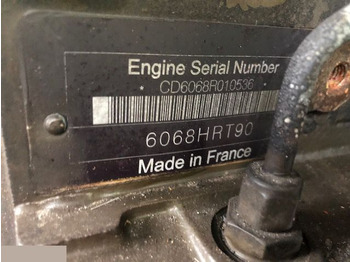 Engine Serial Number
CD6068R010536
6068HRT90
Made in France